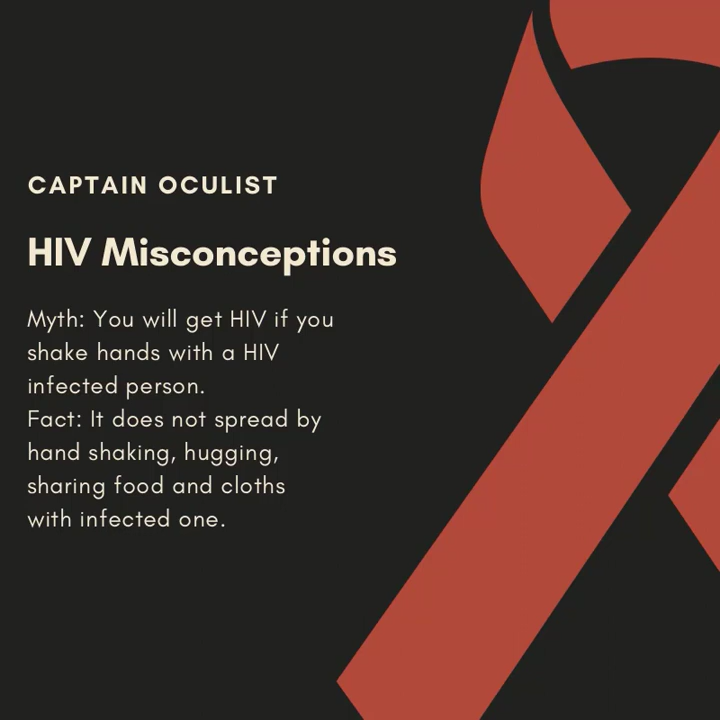 CAPTAIN OCULIST
HIV Misconceptions
Myth: You will get HIV if you
shake hands with a HIV
infected person.
Fact: It does not spread by
hand shaking, hugging,
sharing food and cloths
with infected one.